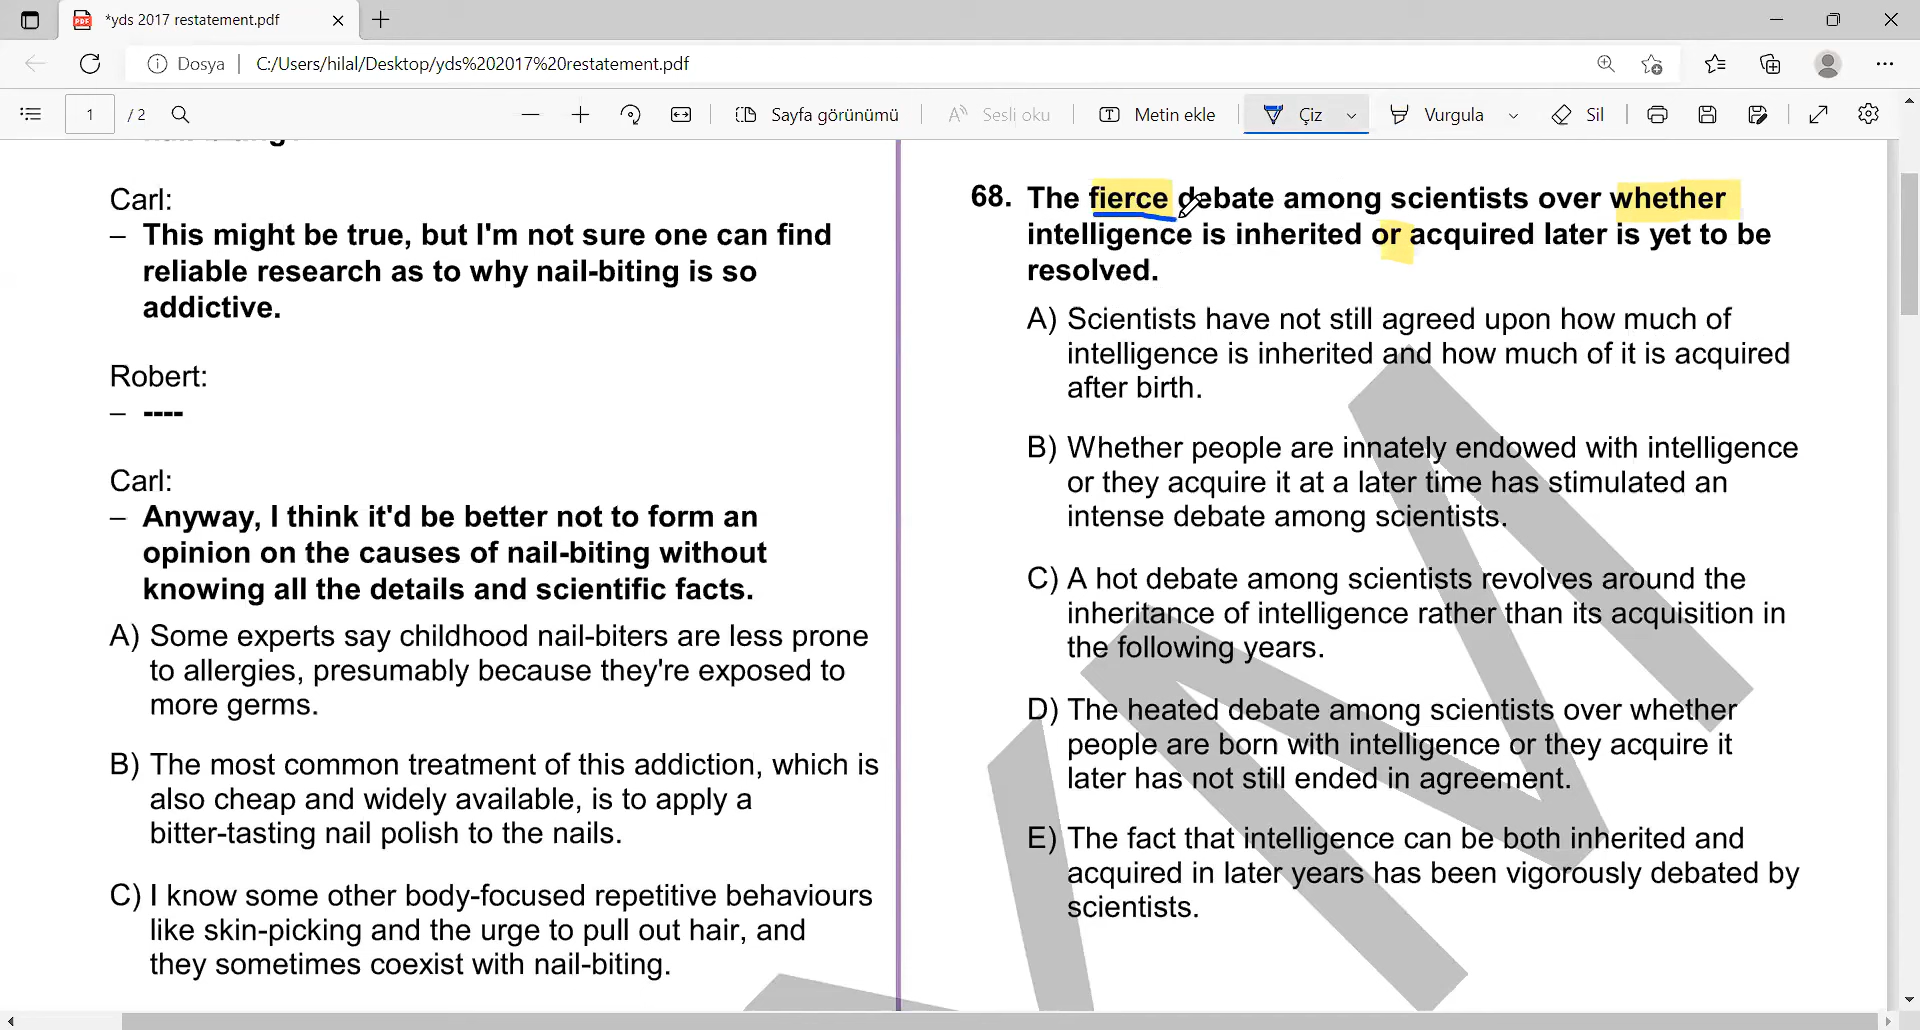 *yds 2017 restatement.pdf
Dosya
C:/Users/hilal/Desktop/yds%202017%20restatement.pdf
1 / 2
Sayfa görünümü
Sesli oku
Metin ekle
Çiz
Vurgula
Sil
Carl:
– This might be true, but I'm not sure one can find
reliable research as to why nail-biting is so
addictive.
Robert:
– ----
Carl:
– Anyway, I think it'd be better not to form an
opinion on the causes of nail-biting without
knowing all the details and scientific facts.
A) Some experts say childhood nail-biters are less prone
to allergies, presumably because they're exposed to
more germs.
B) The most common treatment of this addiction, which is
also cheap and widely available, is to apply a
bitter-tasting nail polish to the nails.
C) I know some other body-focused repetitive behaviours
like skin-picking and the urge to pull out hair, and
they sometimes coexist with nail-biting.
68. The fierce debate among scientists over whether
intelligence is inherited or acquired later is yet to be
resolved.
A) Scientists have not still agreed upon how much of
intelligence is inherited and how much of it is acquired
after birth.
B) Whether people are innately endowed with intelligence
or they acquire it at a later time has stimulated an
intense debate among scientists.
C) A hot debate among scientists revolves around the
inheritance of intelligence rather than its acquisition in
the following years.
D) The heated debate among scientists over whether
people are born with intelligence or they acquire it
later has not still ended in agreement.
E) The fact that intelligence can be both inherited and
acquired in later years has been vigorously debated by
scientists.